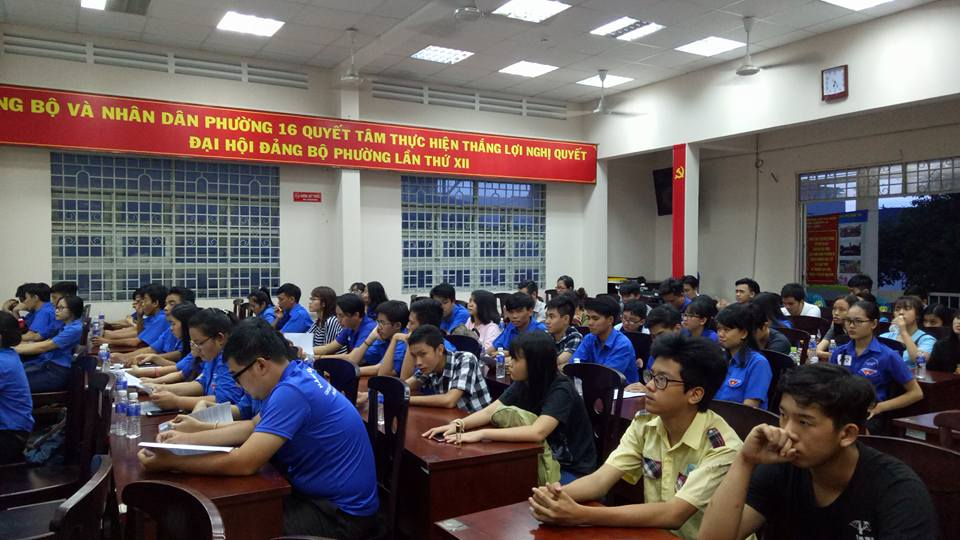 NG BỘ VÀ NHÂN DÂN PHƯỜNG 16 QUYẾT TÂM THỰC HIỆN THẮNG LỢI NGHỊ QUYẾT
ĐẠI HỘI ĐẢNG BỘ PHƯỜNG LẦN THỨ XII